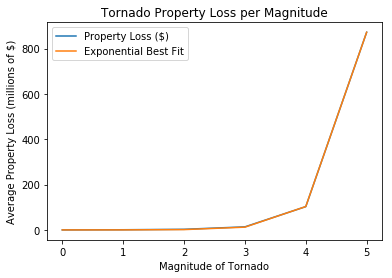 Tornado Property Loss per Magnitude
Property Loss ($)
Exponential Best Fit
Average Property Loss (millions of $)
800
600
400
200
0
0 1 2 3 4 5
Magnitude of Tornado